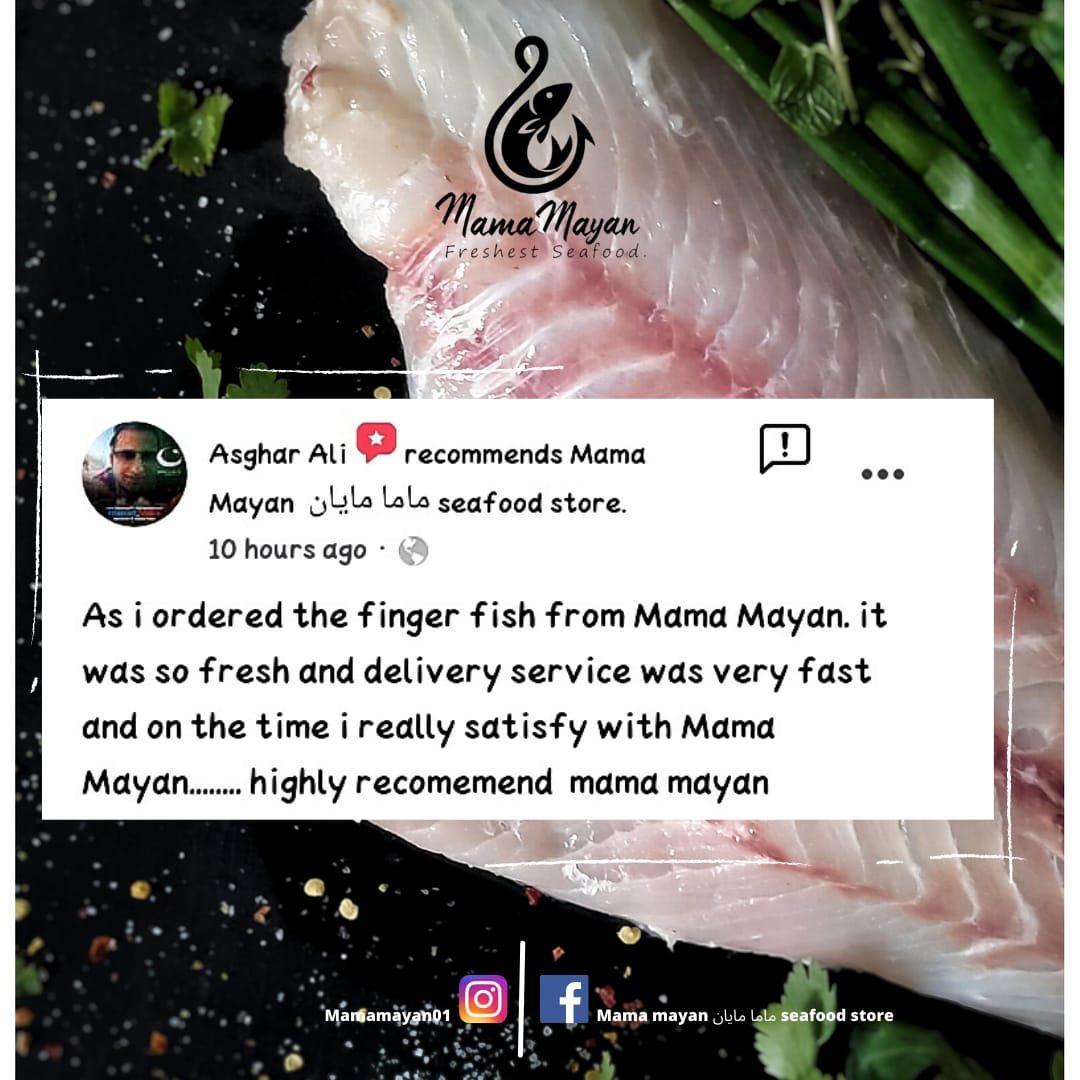 Mama Mayan
Freshest Seafood.
Asghar Ali recommends Mama
Mayan ماما مایان seafood store.
10 hours ago ·
As i ordered the finger fish from Mama Mayan. it
was so fresh and delivery service was very fast
and on the time i really satisfy with Mama
Mayan........ highly recomemend mama mayan
Mamamayan01
Mama mayan ماما مایان seafood store